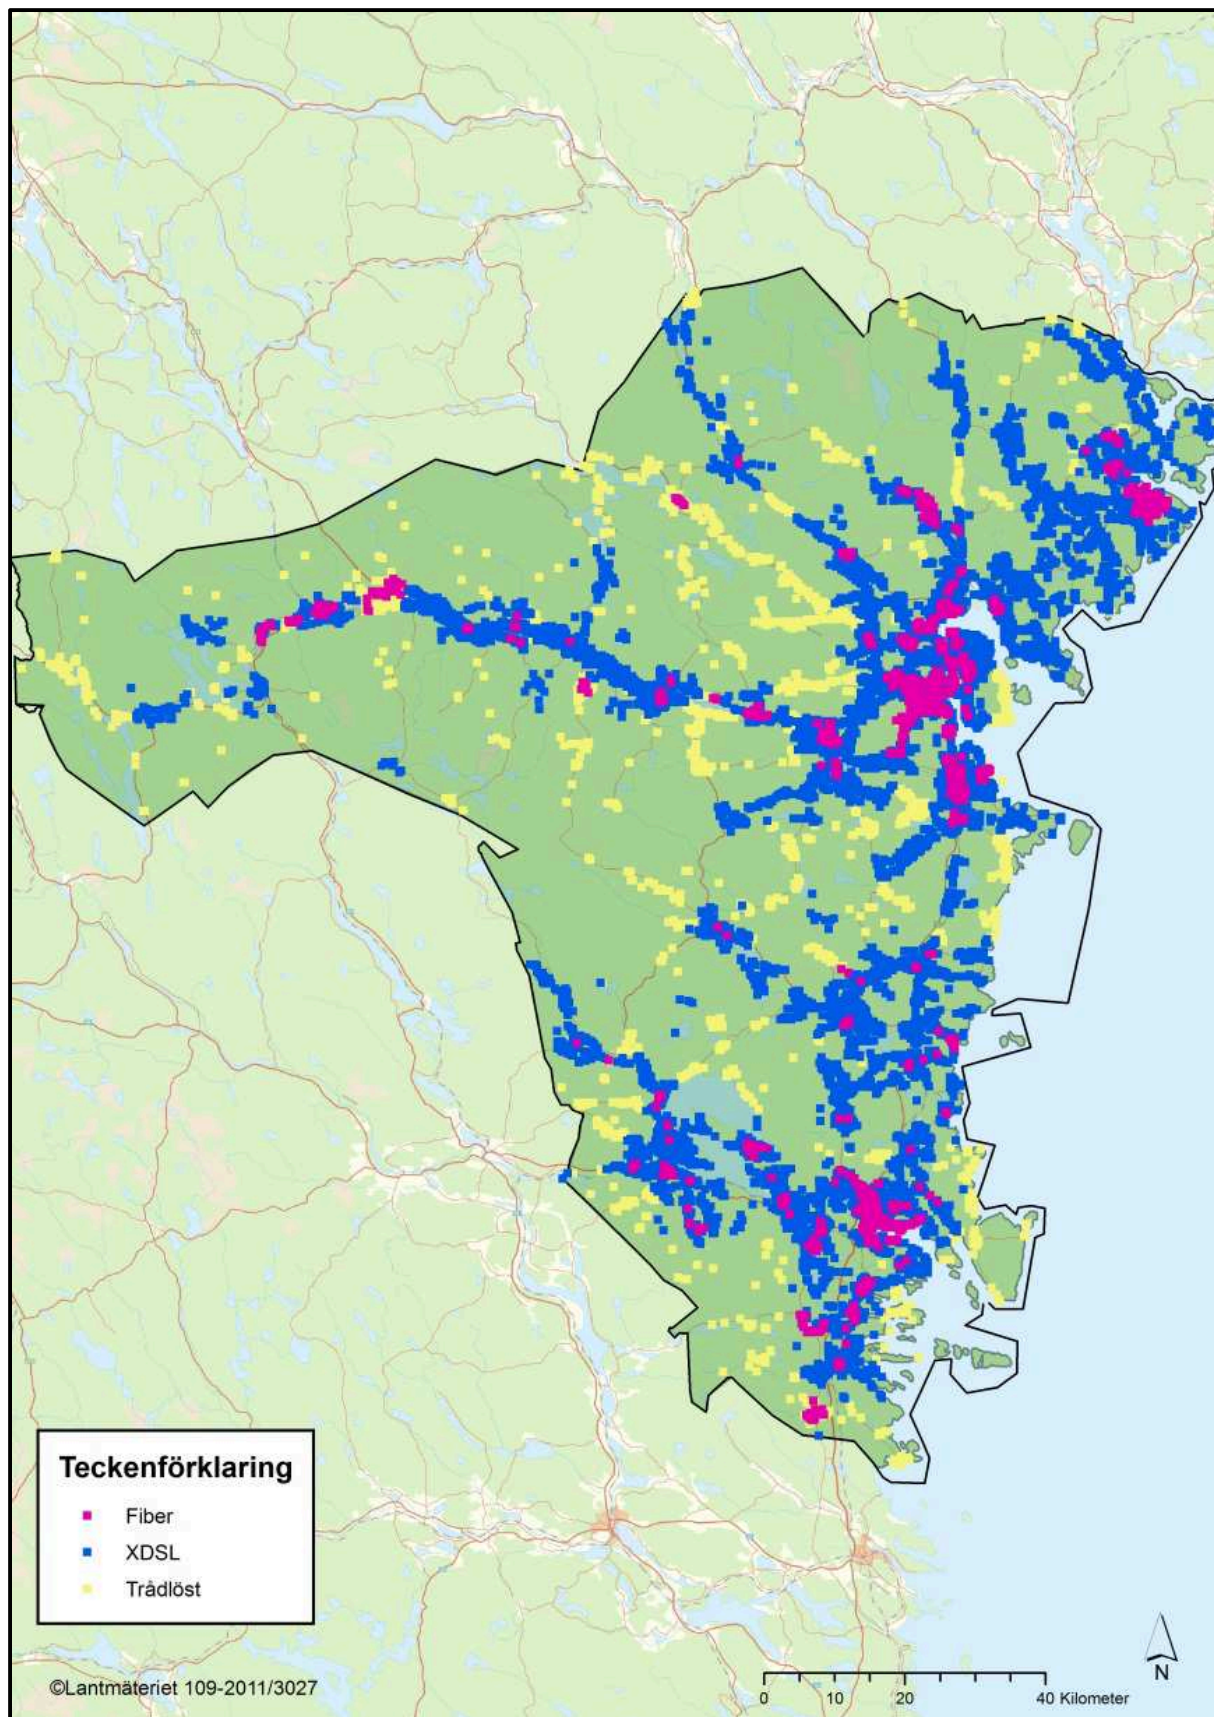 Teckenförklaring
Fiber
XDSL
Trådlöst
©Lantmäteriet 109-2011/3027
N
0 10 20 40 Kilometer